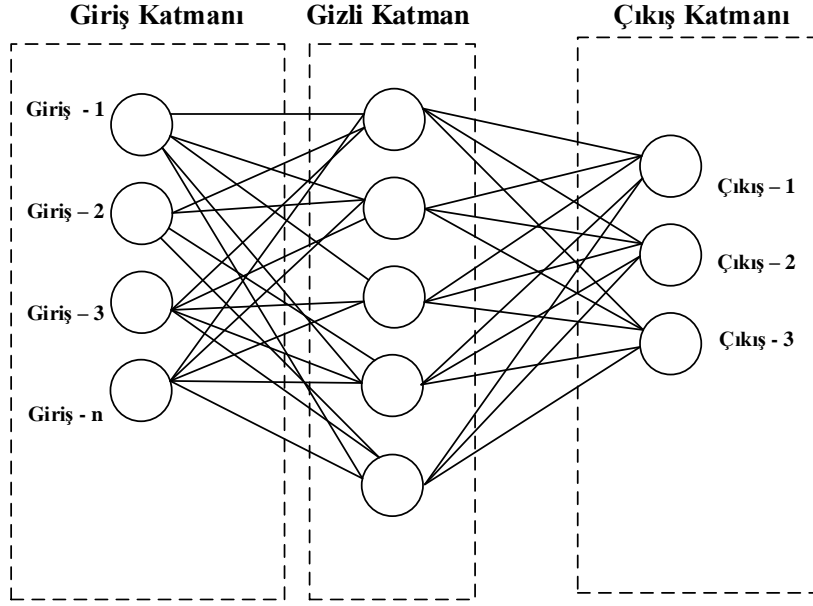 Giriş Katmanı
Gizli Katman
Çıkış Katmanı
Giriş - 1
Giriş – 2
Giriş – 3
Giriş - n
Çıkış – 1
Çıkış – 2
Çıkış - 3